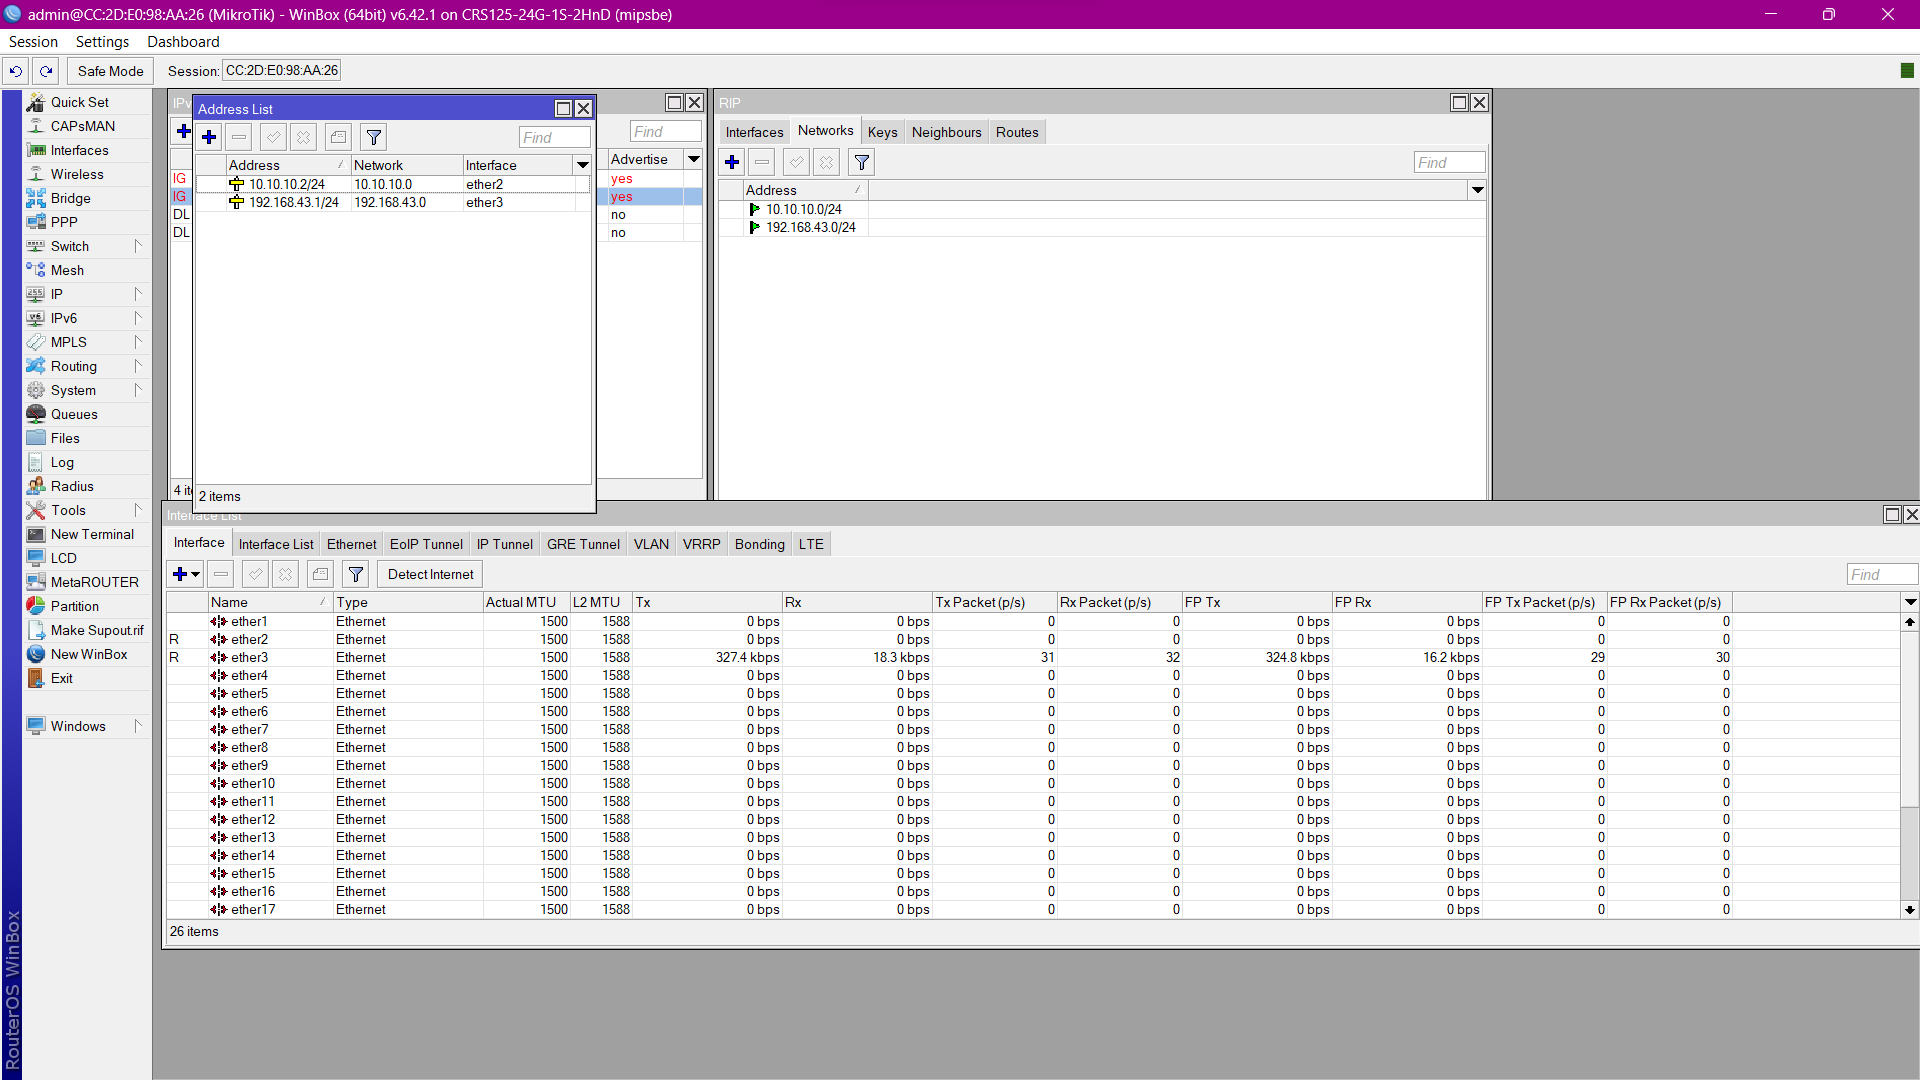 admin@CC:2D:E0:98:AA:26 (MikroTik) - WinBox (64bit) v6.42.1 on CRS125-24G-1S-2HnD (mipsbe)
Session Settings Dashboard
Safe Mode Session: CC:2D:E0:98:AA:26
Quick Set
CAPsMAN
Interfaces
Wireless
Bridge
PPP
Switch
Mesh
IP
IPv6
MPLS
Routing
System
Queues
Files
Log
Radius
Tools
New Terminal
LCD
MetaROUTER
Partition
Make Supout.rif
New WinBox
Exit
Windows
RouterOS WinBox
IPv
Find
Advertise
IG yes
IG yes
DL no
DL no
4 it
Address List
Find
Address Network Interface
10.10.10.2/24 10.10.10.0 ether2
192.168.43.1/24 192.168.43.0 ether3
2 items
RIP
Interfaces Networks Keys Neighbours Routes
Find
Address
10.10.10.0/24
192.168.43.0/24
Interface List
Interface Interface List Ethernet EoIP Tunnel IP Tunnel GRE Tunnel VLAN VRRP Bonding LTE
Detect Internet Find
Name Type Actual MTU L2 MTU Tx Rx Tx Packet (p/s) Rx Packet (p/s) FP Tx FP Rx FP Tx Packet (p/s) FP Rx Packet (p/s)
ether1 Ethernet 1500 1588 0 bps 0 bps 0 0 0 bps 0 bps 0 0
R ether2 Ethernet 1500 1588 0 bps 0 bps 0 0 0 bps 0 bps 0 0
R ether3 Ethernet 1500 1588 327.4 kbps 18.3 kbps 31 32 324.8 kbps 16.2 kbps 29 30
ether4 Ethernet 1500 1588 0 bps 0 bps 0 0 0 bps 0 bps 0 0
ether5 Ethernet 1500 1588 0 bps 0 bps 0 0 0 bps 0 bps 0 0
ether6 Ethernet 1500 1588 0 bps 0 bps 0 0 0 bps 0 bps 0 0
ether7 Ethernet 1500 1588 0 bps 0 bps 0 0 0 bps 0 bps 0 0
ether8 Ethernet 1500 1588 0 bps 0 bps 0 0 0 bps 0 bps 0 0
ether9 Ethernet 1500 1588 0 bps 0 bps 0 0 0 bps 0 bps 0 0
ether10 Ethernet 1500 1588 0 bps 0 bps 0 0 0 bps 0 bps 0 0
ether11 Ethernet 1500 1588 0 bps 0 bps 0 0 0 bps 0 bps 0 0
ether12 Ethernet 1500 1588 0 bps 0 bps 0 0 0 bps 0 bps 0 0
ether13 Ethernet 1500 1588 0 bps 0 bps 0 0 0 bps 0 bps 0 0
ether14 Ethernet 1500 1588 0 bps 0 bps 0 0 0 bps 0 bps 0 0
ether15 Ethernet 1500 1588 0 bps 0 bps 0 0 0 bps 0 bps 0 0
ether16 Ethernet 1500 1588 0 bps 0 bps 0 0 0 bps 0 bps 0 0
ether17 Ethernet 1500 1588 0 bps 0 bps 0 0 0 bps 0 bps 0 0
26 items